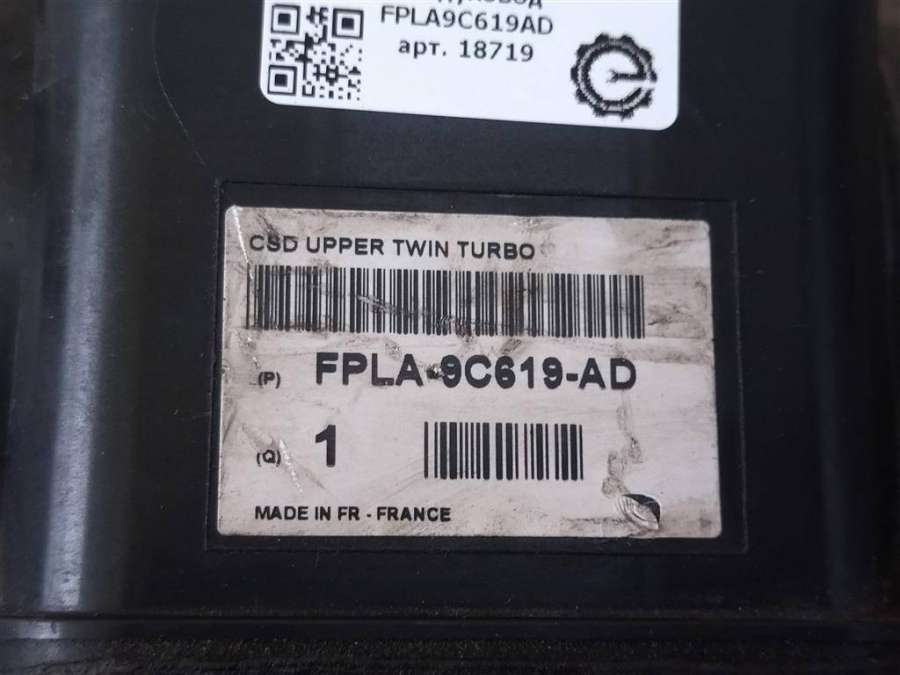 FPLA9C619AD
арт. 18719
CSD UPPER TWIN TURBO
(P) FPLA-9C619-AD
(Q) 1
MADE IN FR - FRANCE